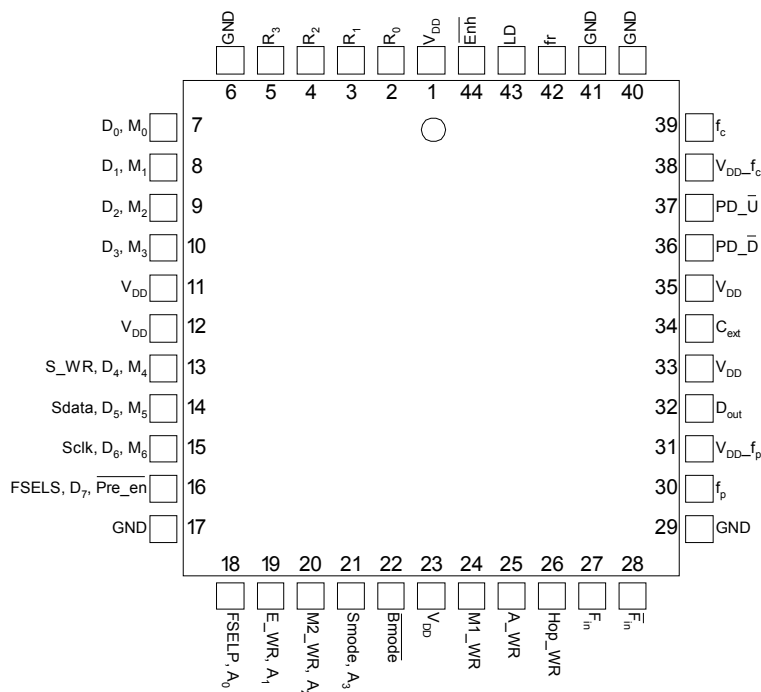 GND
R3
R2
R1
R0
VDD
Enh
LD
fr
GND
GND
6 5 4 3 2 1 44 43 42 41 40
D0, M0 7
D1, M1 8
D2, M2 9
D3, M3 10
VDD 11
VDD 12
S_WR, D4, M4 13
Sdata, D5, M5 14
Sclk, D6, M6 15
FSELS, D7, Pre_en 16
GND 17
39 fc
38 VDD_fc
37 PD_U
36 PD_D
35 VDD
34 Cext
33 VDD
32 Dout
31 VDD_fp
30 fp
29 GND
18 19 20 21 22 23 24 25 26 27 28
FSELP, A0
E_WR, A1
M2_WR, A
Smode, A3
Bmode
VDD
M1_WR
A_WR
Hop_WR
Fin
Fin